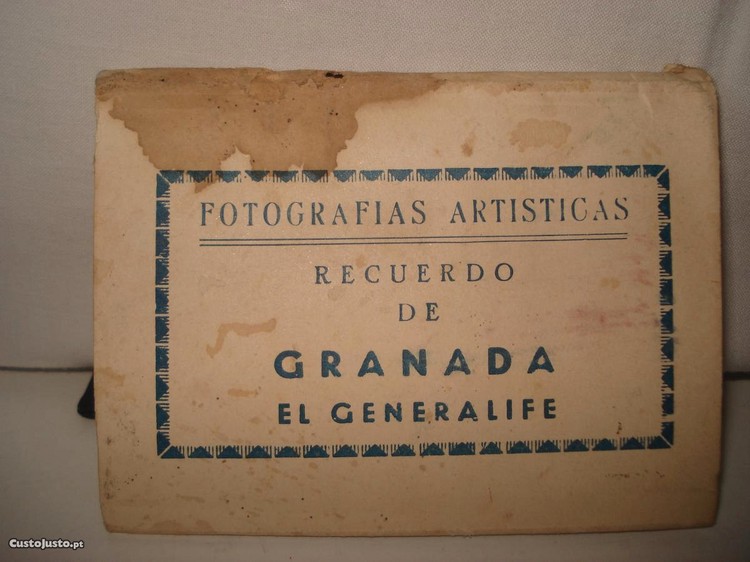 FOTOGRAFIAS ARTISTICAS
RECUERDO
DE
GRANADA
EL GENERALIFE
CustoJusto.pt